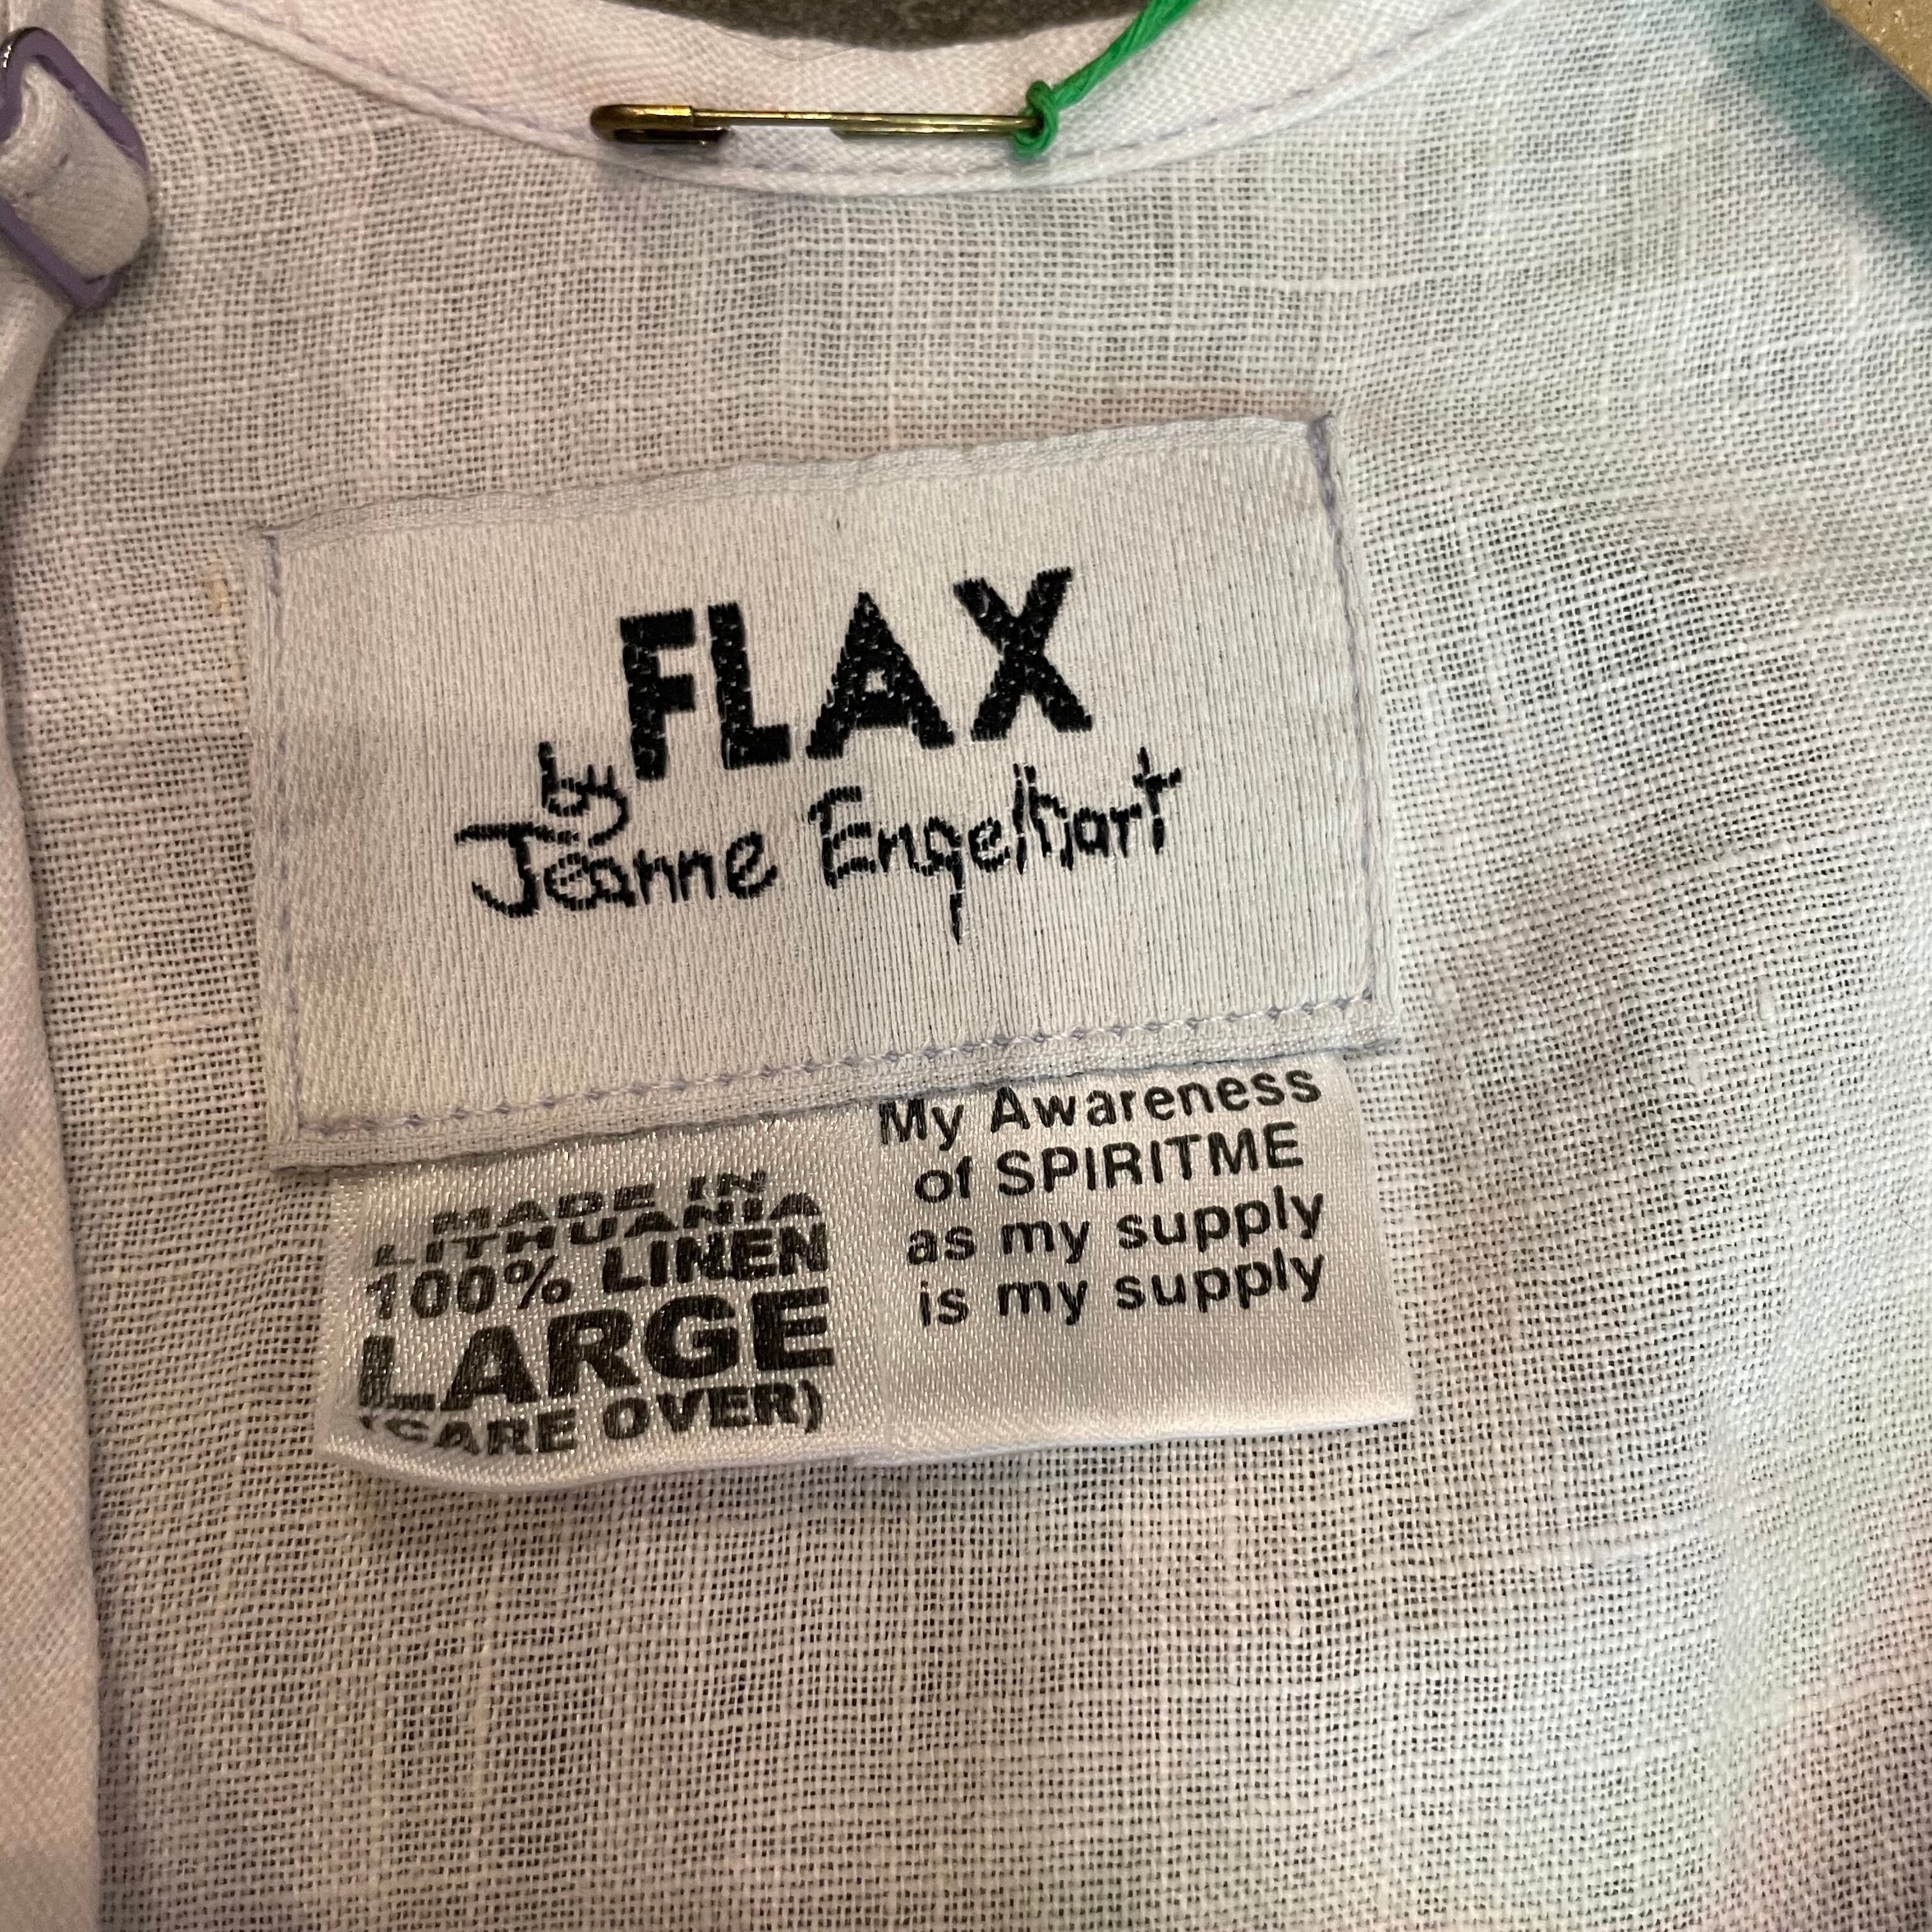 FLAX
by
Jeanne Engelhart
MADE IN
LITHUANIA
100% LINEN
LARGE
(CARE OVER)
My Awareness
of SPIRITME
as my supply
is my supply